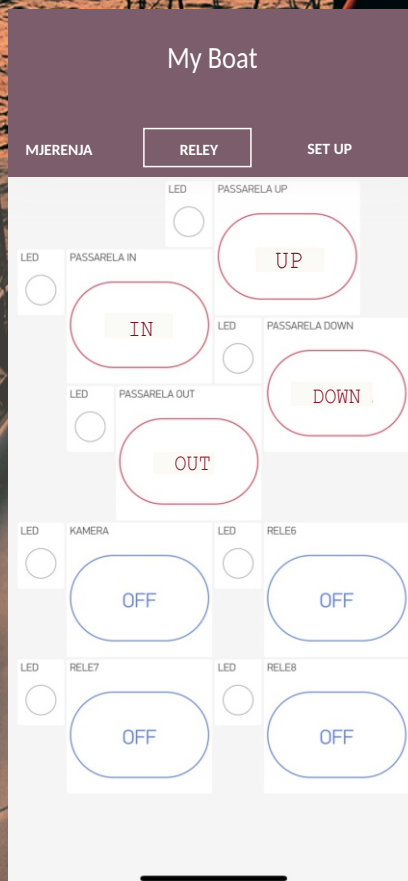 My Boat
MJERENJA RELEY SET UP
LED PASSARELA UP
UP
LED PASSARELA IN
IN
LED PASSARELA DOWN
DOWN
LED PASSARELA OUT
OUT
LED KAMERA LED RELE6
OFF OFF
LED RELE7 LED RELE8
OFF OFF